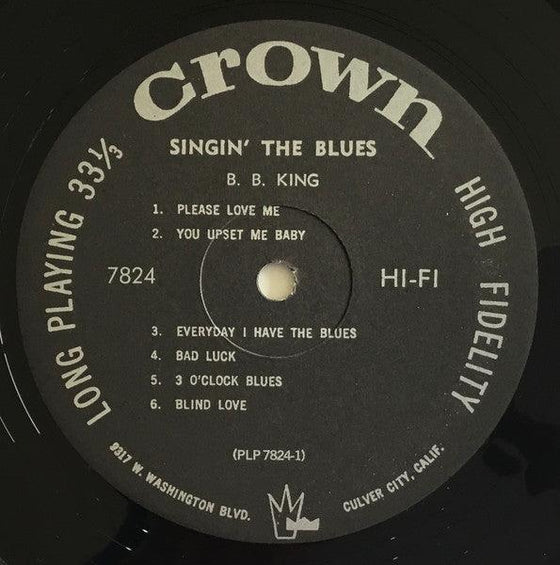 crown
SINGIN' THE BLUES
B. B. KING
1. PLEASE LOVE ME
2. YOU UPSET ME BABY
7824
HI-FI
3. EVERYDAY I HAVE THE BLUES
4. BAD LUCK
5. 3 O'CLOCK BLUES
6. BLIND LOVE
(PLP 7824-1)
LONG PLAYING 33⅓
HIGH FIDELITY
9317 W. WASHINGTON BLVD.
CULVER CITY, CALIF.